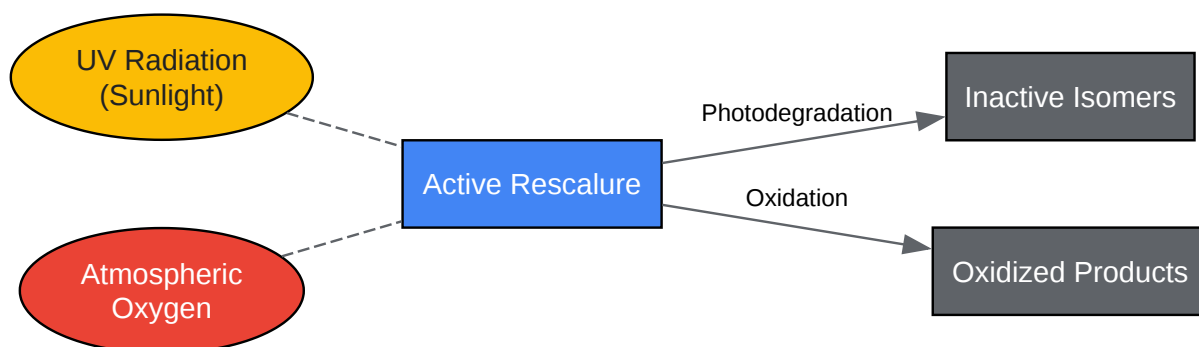 UV Radiation
(Sunlight)
Atmospheric
Oxygen
Active Rescalure
Photodegradation
Oxidation
Inactive Isomers
Oxidized Products